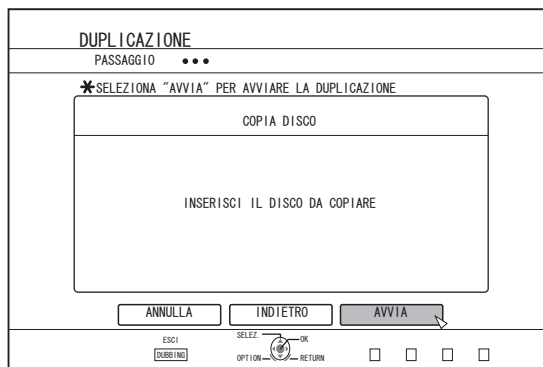 DUPLICAZIONE
PASSAGGIO
*SELEZIONA "AVVIA" PER AVVIARE LA DUPLICAZIONE
COPIA DISCO
INSERISCI IL DISCO DA COPIARE
ANNULLA INDIETRO AVVIA
ESCI SELEZ. OK
DUBBING OPTION RETURN